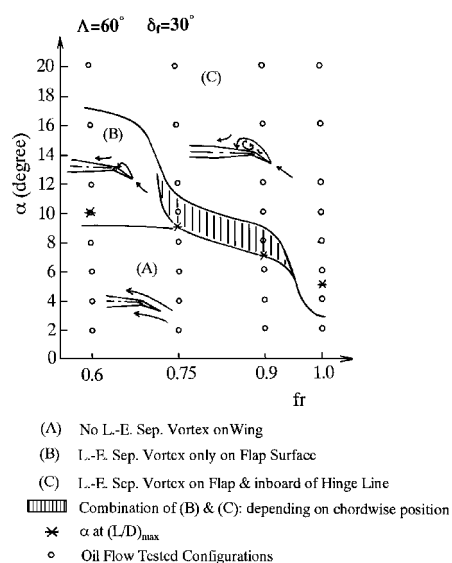 Λ=60° δf=30°
20
18
16
14
12
10
8
6
4
2
0
α (degree)
(C)
(B)
(A)
0.6 0.75 0.9 1.0
fr
(A) No L.-E. Sep. Vortex on Wing
(B) L.-E. Sep. Vortex only on Flap Surface
(C) L.-E. Sep. Vortex on Flap & inboard of Hinge Line
Combination of (B) & (C): depending on chordwise position
α at (L/D)max
Oil Flow Tested Configurations